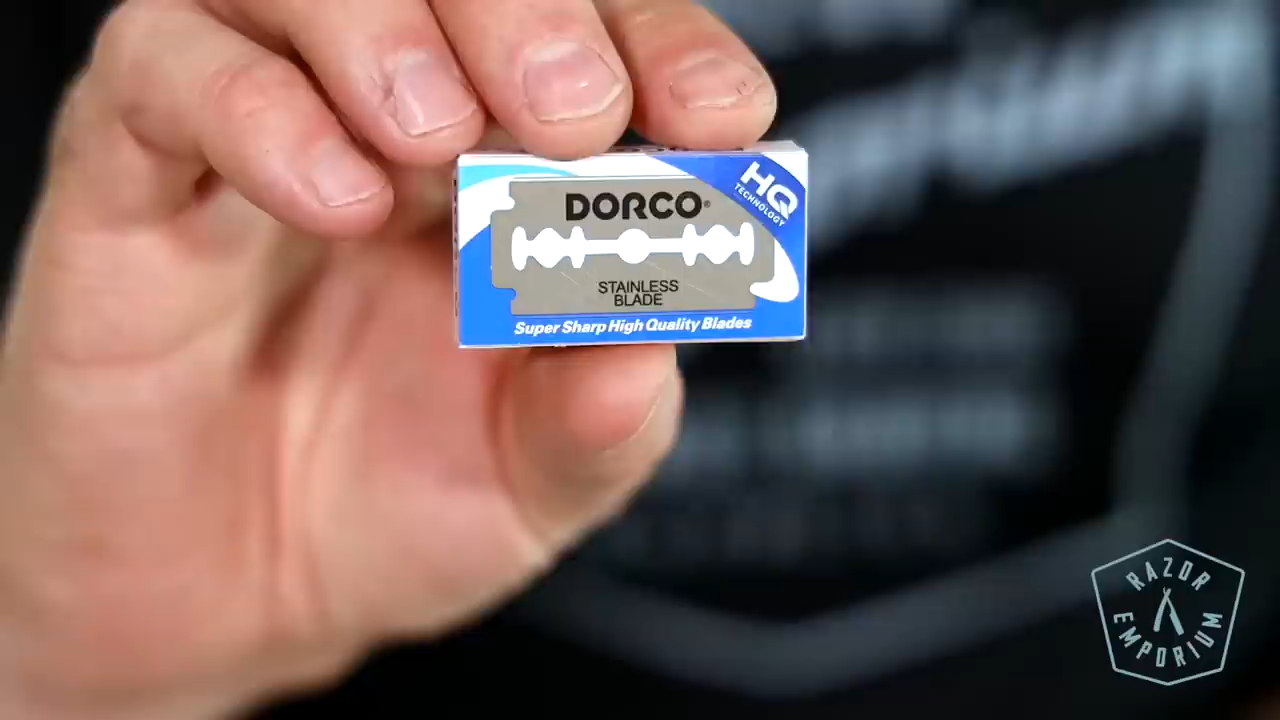 HQ
TECHNOLOGY
DORCO®
STAINLESS
BLADE
Super Sharp High Quality Blades
RAZOR
EMPORIUM